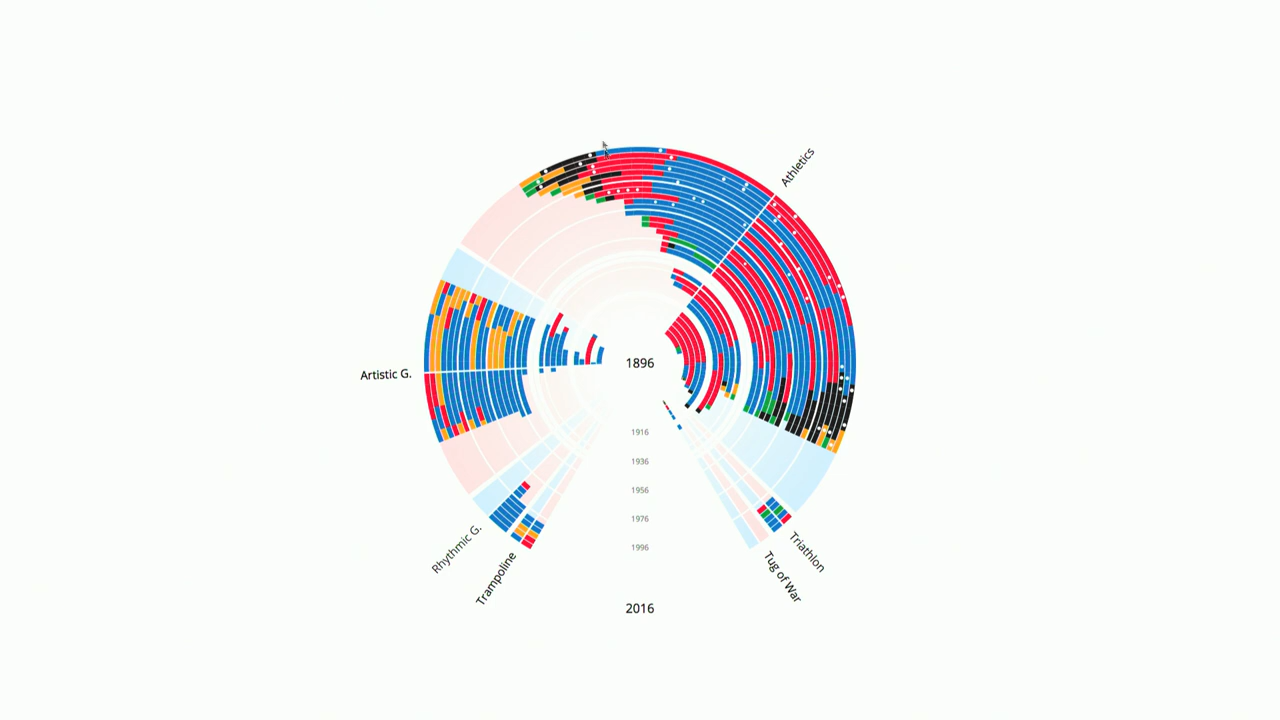 Athletics
1896
Artistic G.
1916
1936
1956
1976
1996
Rhythmic G.
Trampoline
Triathlon
Tug of War
2016